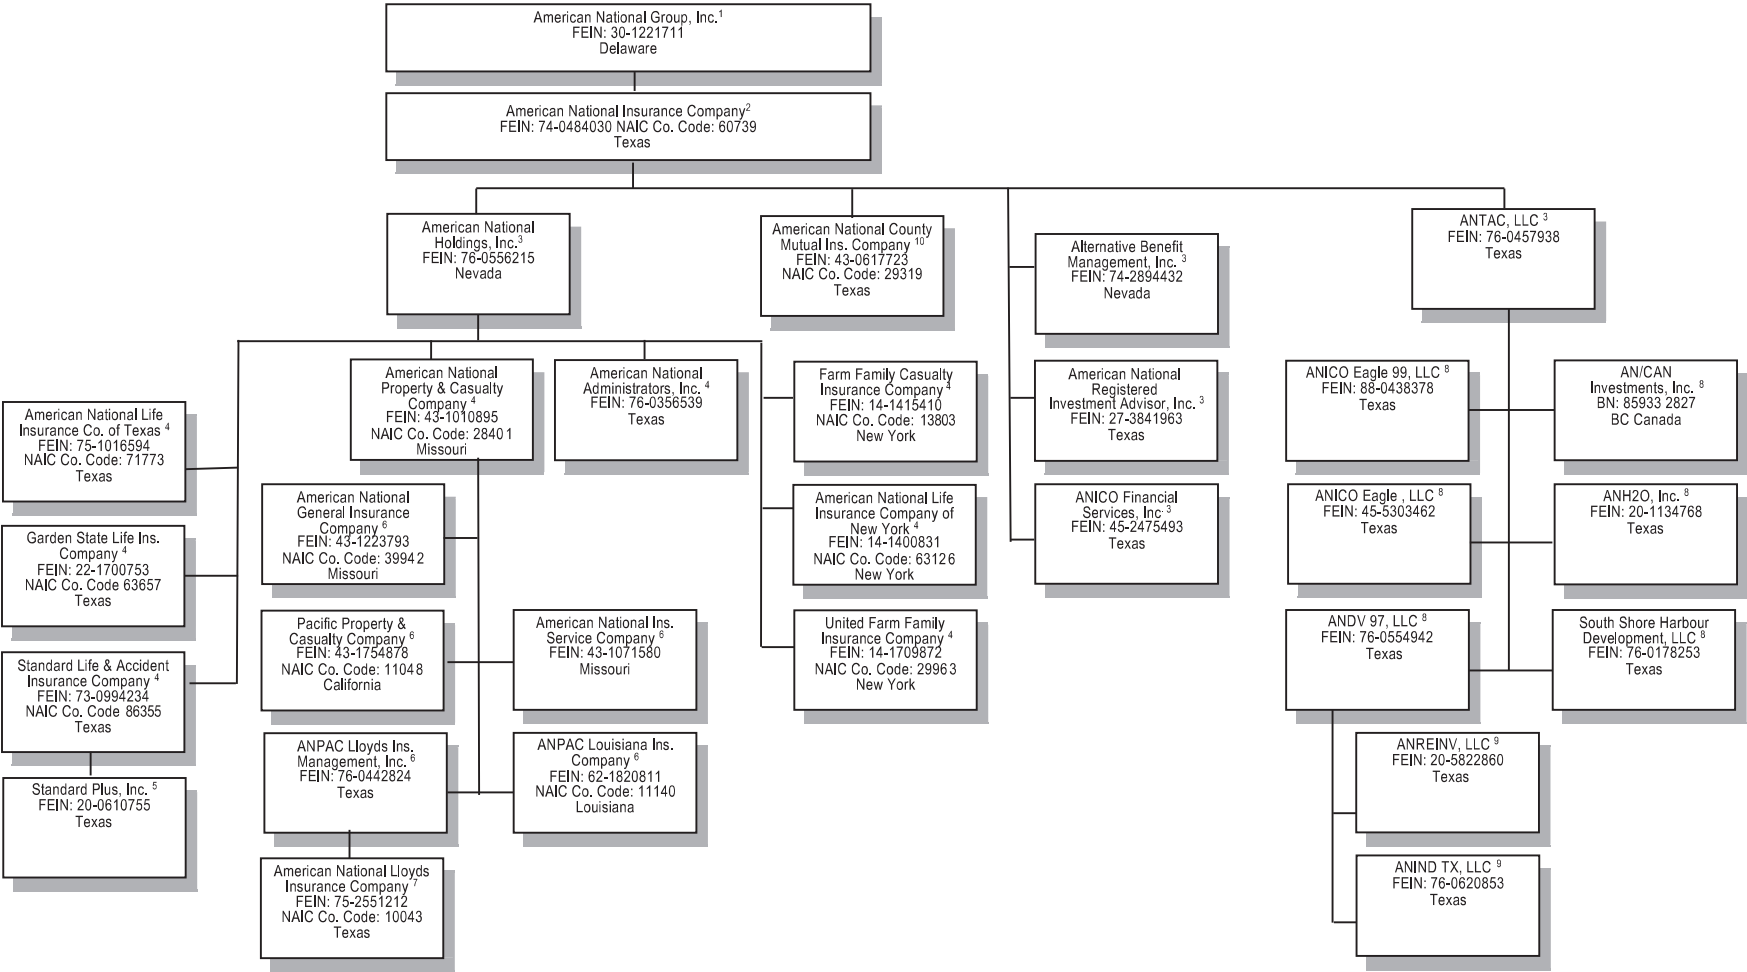 American National Group, Inc.¹
FEIN: 30-1221711
Delaware
American National Insurance Company²
FEIN: 74-0484030 NAIC Co. Code: 60739
Texas
American National
Holdings, Inc.³
FEIN: 76-0556215
Nevada
American National County
Mutual Ins. Company ¹⁰
FEIN: 43-0617723
NAIC Co. Code: 29319
Texas
Alternative Benefit
Management, Inc. ³
FEIN: 74-2894432
Nevada
ANTAC, LLC ³
FEIN: 76-0457938
Texas
American National Life
Insurance Co. of Texas ⁴
FEIN: 75-1016594
NAIC Co. Code: 71773
Texas
American National
Property & Casualty
Company ⁴
FEIN: 43-1010895
NAIC Co. Code: 28401
Missouri
American National
Administrators, Inc. ⁴
FEIN: 76-0356539
Texas
Farm Family Casualty
Insurance Company ⁴
FEIN: 14-1415410
NAIC Co. Code: 13803
New York
American National
Registered
Investment Advisor, Inc. ³
FEIN: 27-3841963
Texas
ANICO Eagle 99, LLC ⁸
FEIN: 88-0438378
Texas
AN/CAN
Investments, Inc. ⁸
BN: 85933 2827
BC Canada
Garden State Life Ins.
Company ⁴
FEIN: 22-1700753
NAIC Co. Code 63657
Texas
American National
General Insurance
Company ⁶
FEIN: 43-1223793
NAIC Co. Code: 39942
Missouri
American National Life
Insurance Company of
New York ⁴
FEIN: 14-1400831
NAIC Co. Code: 63126
New York
ANICO Financial
Services, Inc. ³
FEIN: 45-2475493
Texas
ANICO Eagle , LLC ⁸
FEIN: 45-5303462
Texas
ANH2O, Inc. ⁸
FEIN: 20-1134768
Texas
Standard Life & Accident
Insurance Company ⁴
FEIN: 73-0994234
NAIC Co. Code 86355
Texas
Pacific Property &
Casualty Company ⁶
FEIN: 43-1754878
NAIC Co. Code: 11048
California
American National Ins.
Service Company ⁶
FEIN: 43-1071580
Missouri
United Farm Family
Insurance Company ⁴
FEIN: 14-1709872
NAIC Co. Code: 29963
New York
ANDV 97, LLC ⁸
FEIN: 76-0554942
Texas
South Shore Harbour
Development, LLC ⁸
FEIN: 76-0178253
Texas
Standard Plus, Inc. ⁵
FEIN: 20-0610755
Texas
ANPAC Lloyds Ins.
Management, Inc. ⁶
FEIN: 76-0442824
Texas
ANPAC Louisiana Ins.
Company ⁶
FEIN: 62-1820811
NAIC Co. Code: 11140
Louisiana
ANREINV, LLC ⁹
FEIN: 20-5822860
Texas
American National Lloyds
Insurance Company ⁷
FEIN: 75-2551212
NAIC Co. Code: 10043
Texas
ANIND TX, LLC ⁹
FEIN: 76-0620853
Texas